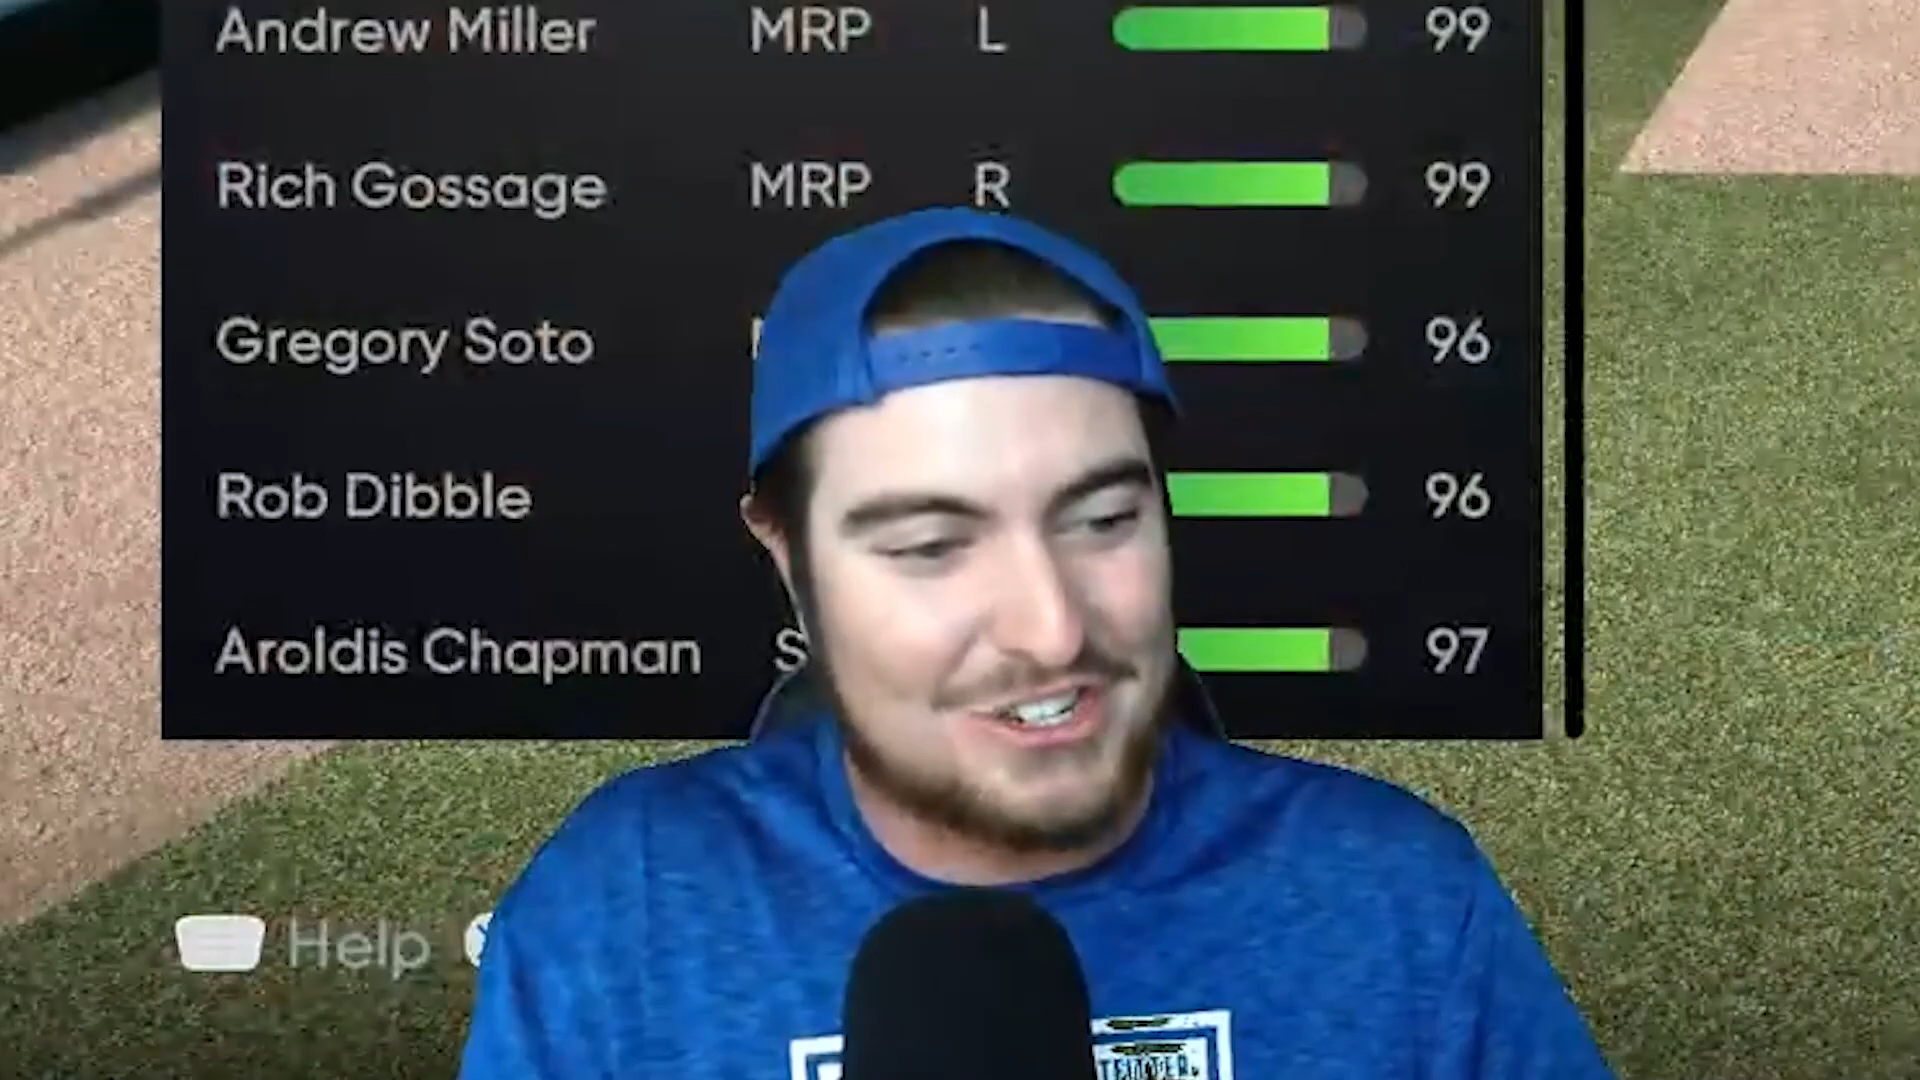 Andrew Miller MRP L 99
Rich Gossage MRP R 99
Gregory Soto 96
Rob Dibble 96
Aroldis Chapman S 97
Help